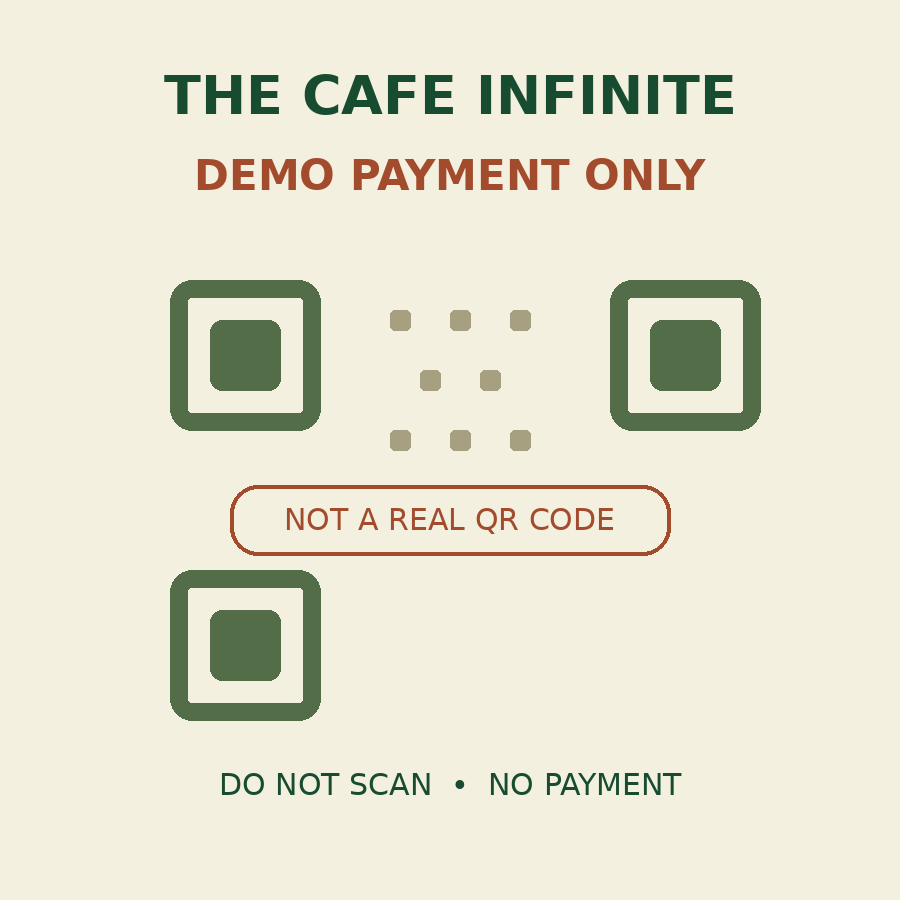 THE CAFE INFINITE
DEMO PAYMENT ONLY
NOT A REAL QR CODE
DO NOT SCAN • NO PAYMENT